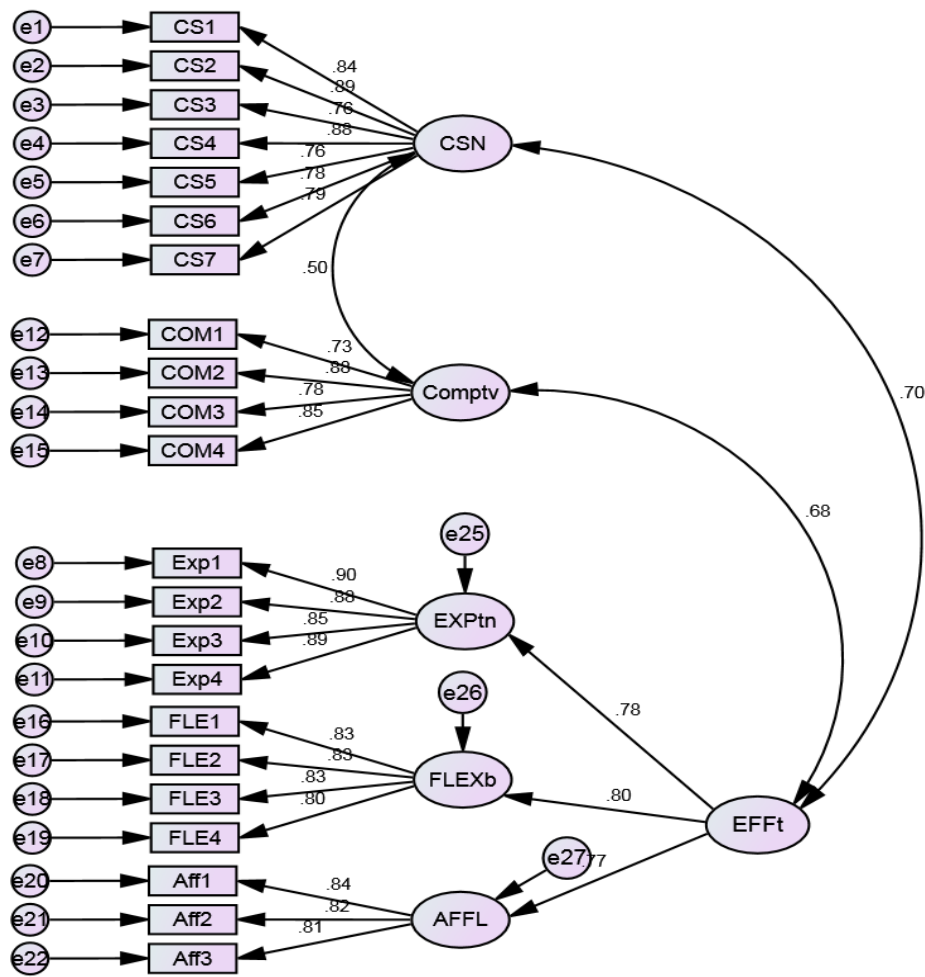 e1 CS1
.84
e2 CS2
.89
e3 CS3
.76
e4 CS4
.88
CSN
e5 CS5
.76
e6 CS6
.78
e7 CS7
.79
.50
e12 COM1
.73
e13 COM2
.88
Comptv
.70
e14 COM3
.78
e15 COM4
.85
.68
e25
e8 Exp1
.90
e9 Exp2
.88
EXPtn
e10 Exp3
.85
e11 Exp4
.89
e26
.78
e16 FLE1
.83
e17 FLE2
.83
FLEXb
e18 FLE3
.83
.80
e19 FLE4
.80
EFFt
e27
.77
e20 Aff1
.84
e21 Aff2
.82
AFFL
e22 Aff3
.81